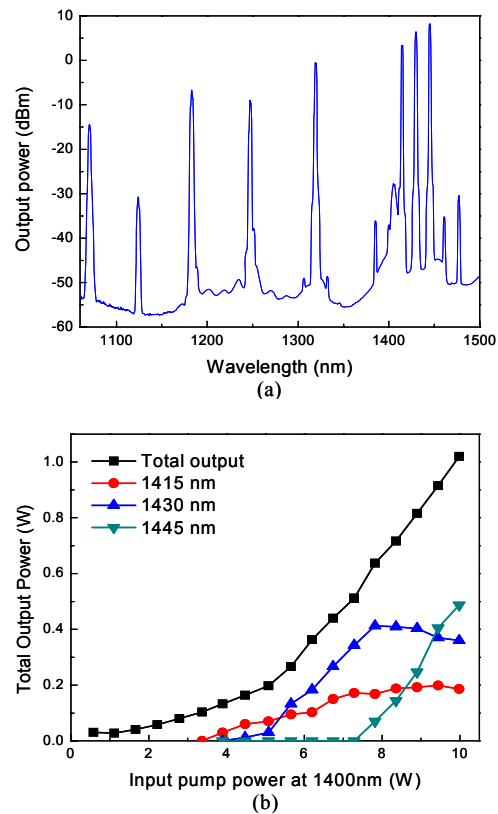 10
0
-10
-20
-30
-40
-50
-60
Output power (dBm)
1100 1200 1300 1400 1500
Wavelength (nm)
(a)
1.0
0.8
0.6
0.4
0.2
0.0
Total Output Power (W)
Total output
1415 nm
1430 nm
1445 nm
0 2 4 6 8 10
Input pump power at 1400nm (W)
(b)